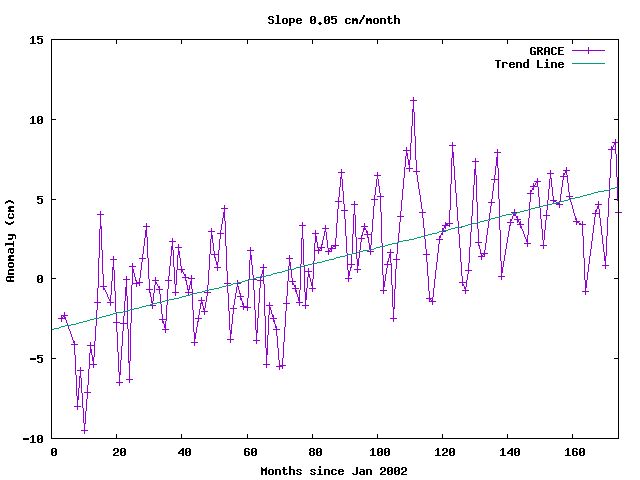 Slope 0.05 cm/month
15
GRACE
Trend Line
10
5
0
-5
-10
Anomaly (cm)
0 20 40 60 80 100 120 140 160
Months since Jan 2002